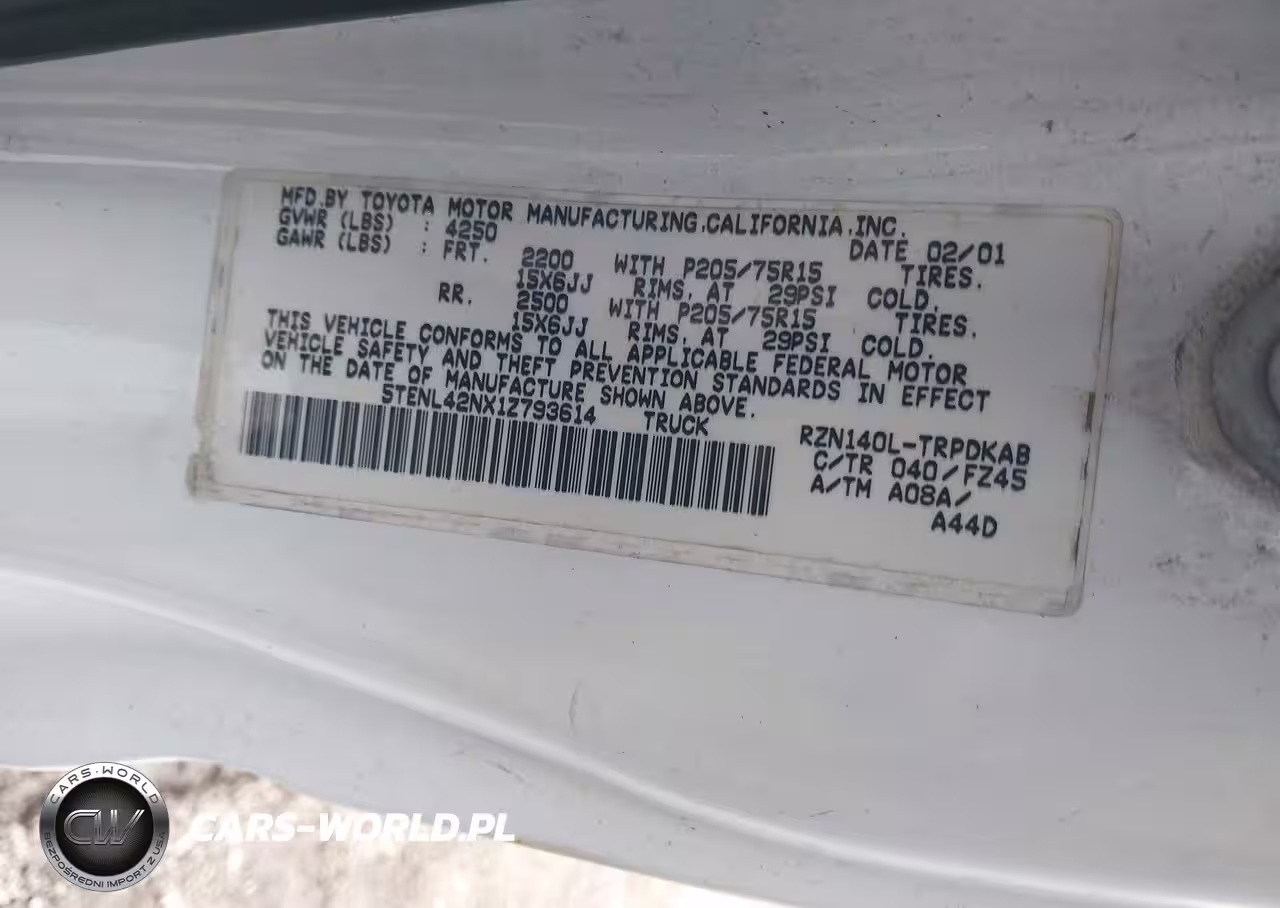 MFD.BY TOYOTA MOTOR MANUFACTURING.CALIFORNIA.INC.
GVWR (LBS) : 4250 DATE 02/01
GAWR (LBS) : FRT. 2200 WITH P205/75R15 TIRES.
15X6JJ RIMS, AT 29PSI COLD.
RR. 2500 WITH P205/75R15 TIRES.
15X6JJ RIMS, AT 29PSI COLD.
THIS VEHICLE CONFORMS TO ALL APPLICABLE FEDERAL MOTOR
VEHICLE SAFETY AND THEFT PREVENTION STANDARDS IN EFFECT
ON THE DATE OF MANUFACTURE SHOWN ABOVE.
5TENL42NX1Z793614 TRUCK
RZN140L-TRPDKAB
C/TR 040/FZ45
A/TM A08A/
A44D
CARS-WORLD
CW
BEZPOŚREDNI IMPORT Z USA
CARS-WORLD.PL